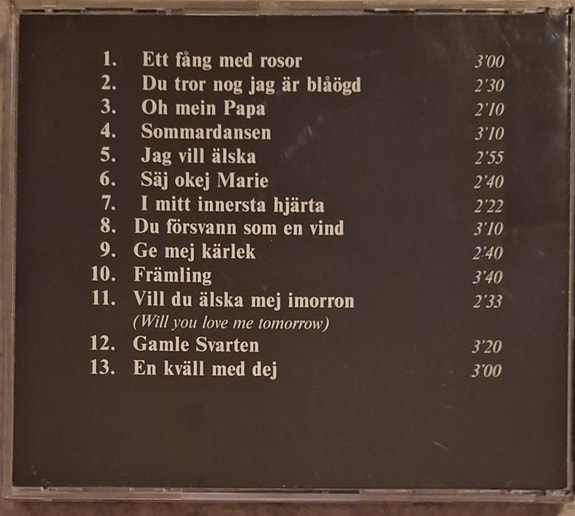 1. Ett fång med rosor 3'00
2. Du tror nog jag är blåögd 2'30
3. Oh mein Papa 2'10
4. Sommardansen 3'10
5. Jag vill älska 2'55
6. Säj okej Marie 2'40
7. I mitt innersta hjärta 2'22
8. Du försvann som en vind 3'10
9. Ge mej kärlek 2'40
10. Främling 3'40
11. Vill du älska mej imorron 2'33
(Will you love me tomorrow)
12. Gamle Svarten 3'20
13. En kväll med dej 3'00